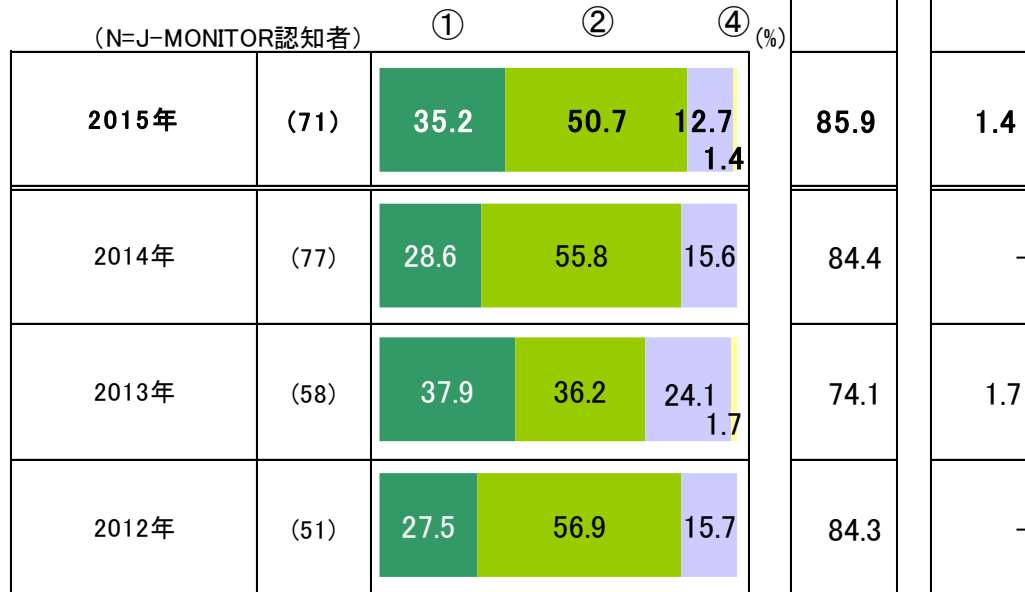 ① ② ④
（N=J-MONITOR認知者） (%)
2015年 (71) 35.2 50.7 12.7 1.4 85.9 1.4
2014年 (77) 28.6 55.8 15.6 84.4 -
2013年 (58) 37.9 36.2 24.1 1.7 74.1 1.7
2012年 (51) 27.5 56.9 15.7 84.3 -